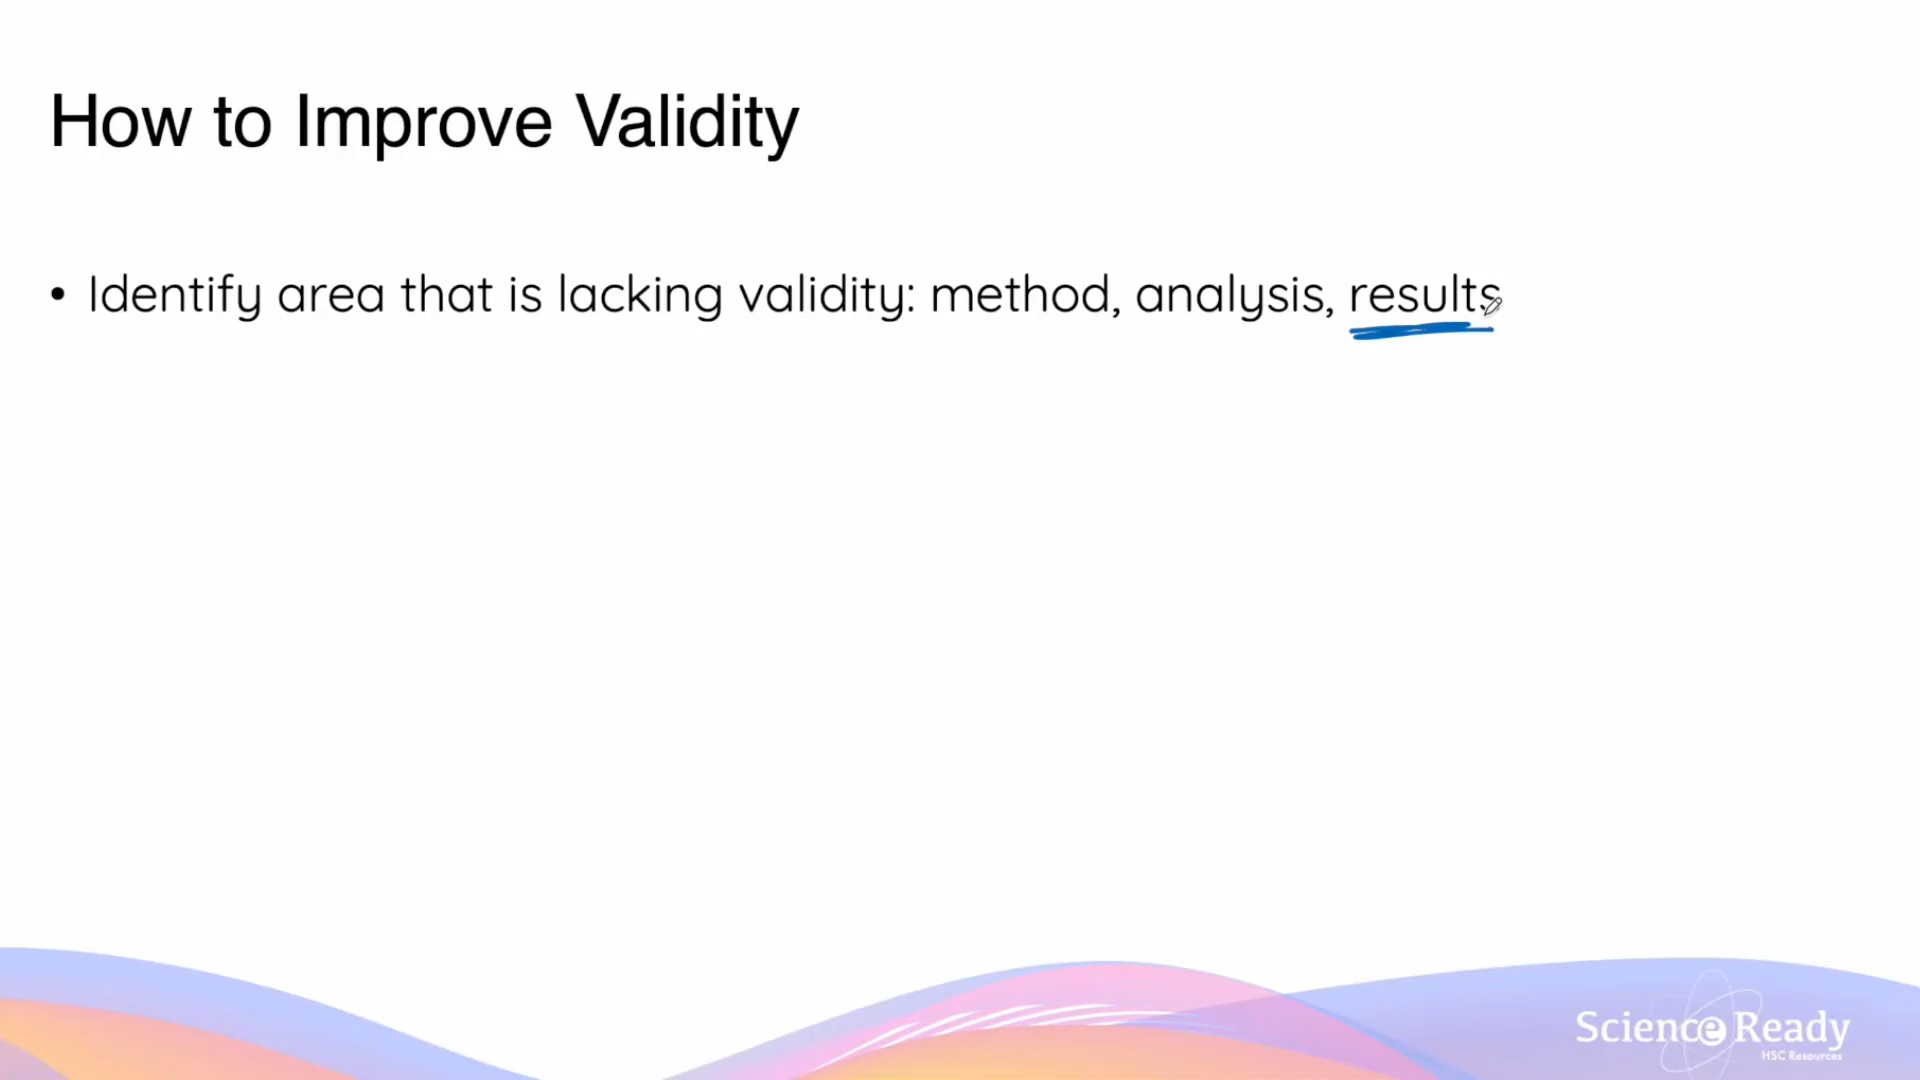 How to Improve Validity
• Identify area that is lacking validity: method, analysis, results
Science Ready
HSC Resources